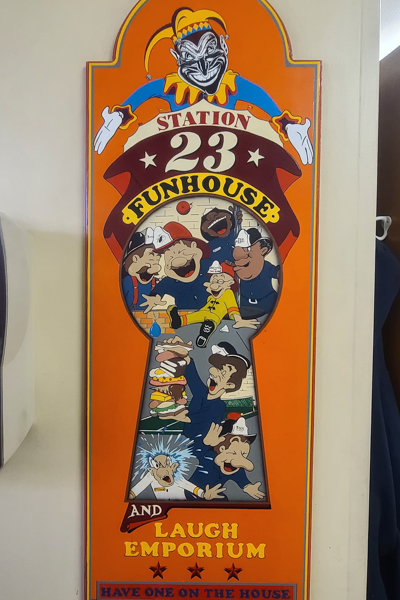 STATION
23
FUNHOUSE
AND
LAUGH
EMPORIUM
HAVE ONE ON THE HOUSE